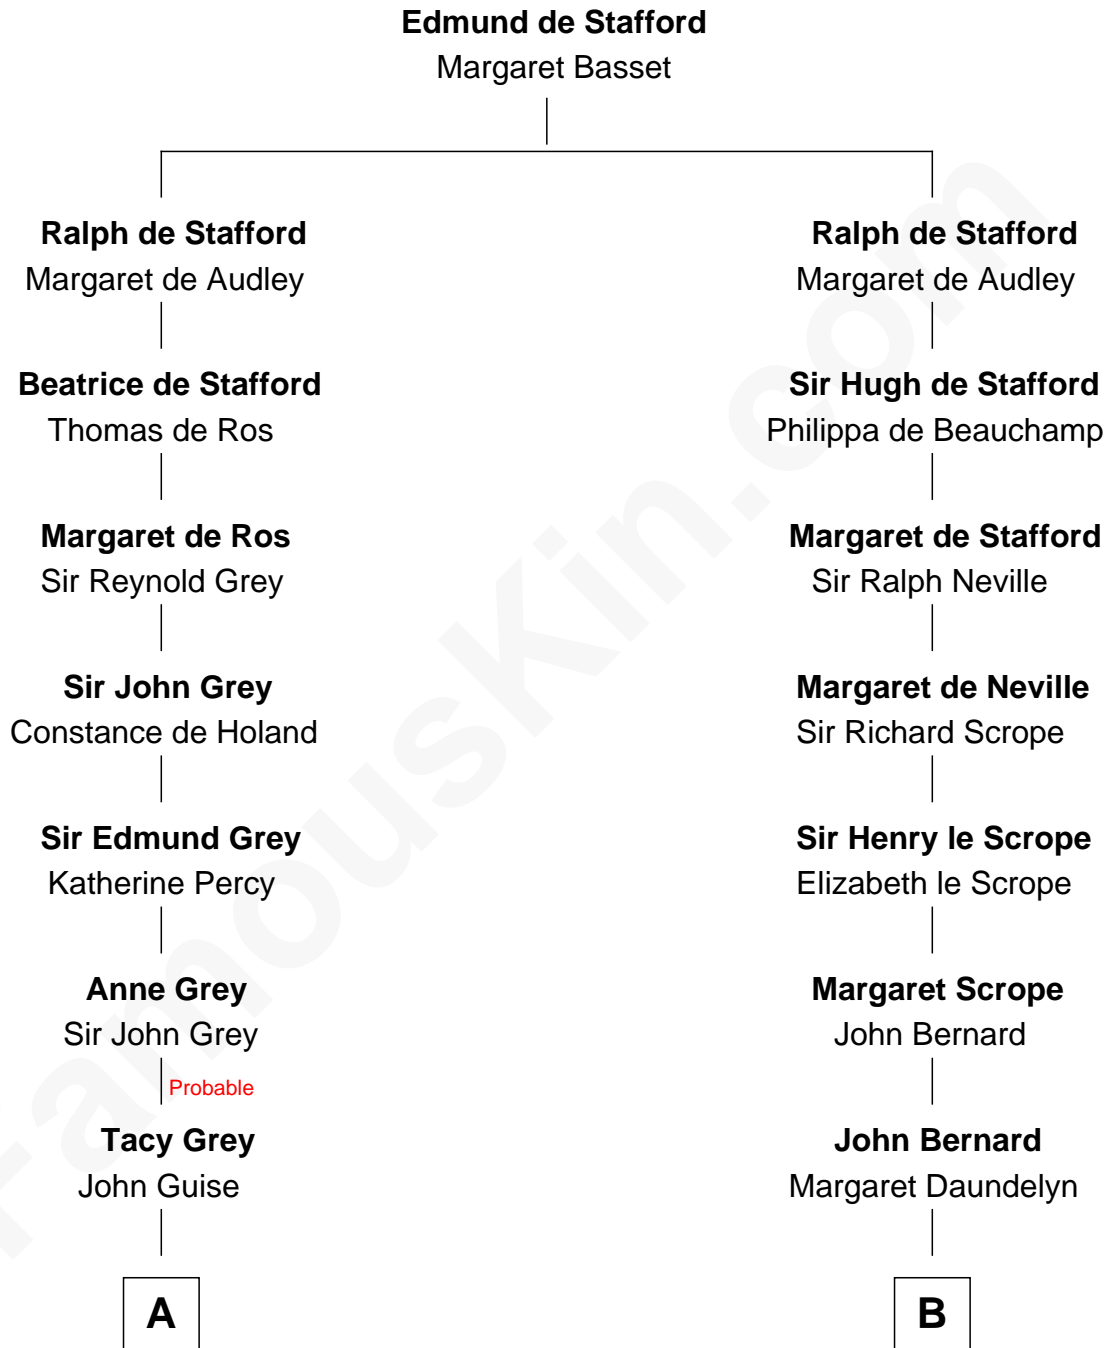 Edmund de Stafford
Margaret Basset
Ralph de Stafford
Margaret de Audley
Ralph de Stafford
Margaret de Audley
Beatrice de Stafford
Thomas de Ros
Sir Hugh de Stafford
Philippa de Beauchamp
Margaret de Ros
Sir Reynold Grey
Margaret de Stafford
Sir Ralph Neville
Sir John Grey
Constance de Holand
Margaret de Neville
Sir Richard Scrope
Sir Edmund Grey
Katherine Percy
Sir Henry le Scrope
Elizabeth le Scrope
Anne Grey
Sir John Grey
Margaret Scrope
John Bernard
Probable
Tacy Grey
John Guise
John Bernard
Margaret Daundelyn
A
B
FamousKin.com